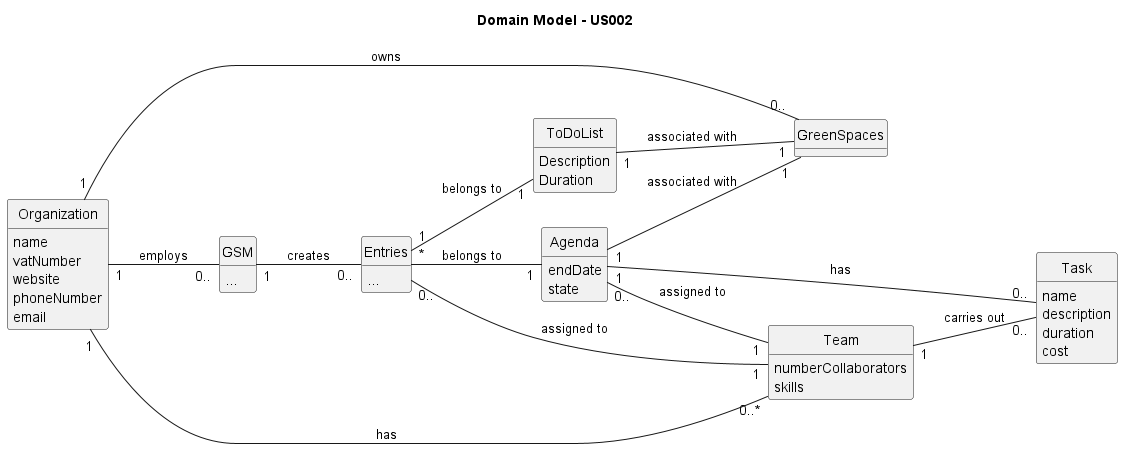 Domain Model - US002
owns
0..
ToDoList
Description
Duration
associated with
1
1
GreenSpaces
associated with
1
belongs to
1
1
1
Organization
name
vatNumber
website
phoneNumber
email
employs
1
0..
GSM
...
creates
1
0..
Entries
...
*
belongs to
1
Agenda
endDate
state
1
has
0..
1
0..
assigned to
1
Task
name
description
duration
cost
0..
assigned to
1
Team
numberCollaborators
skills
carries out
1
0..
1
has
0..*